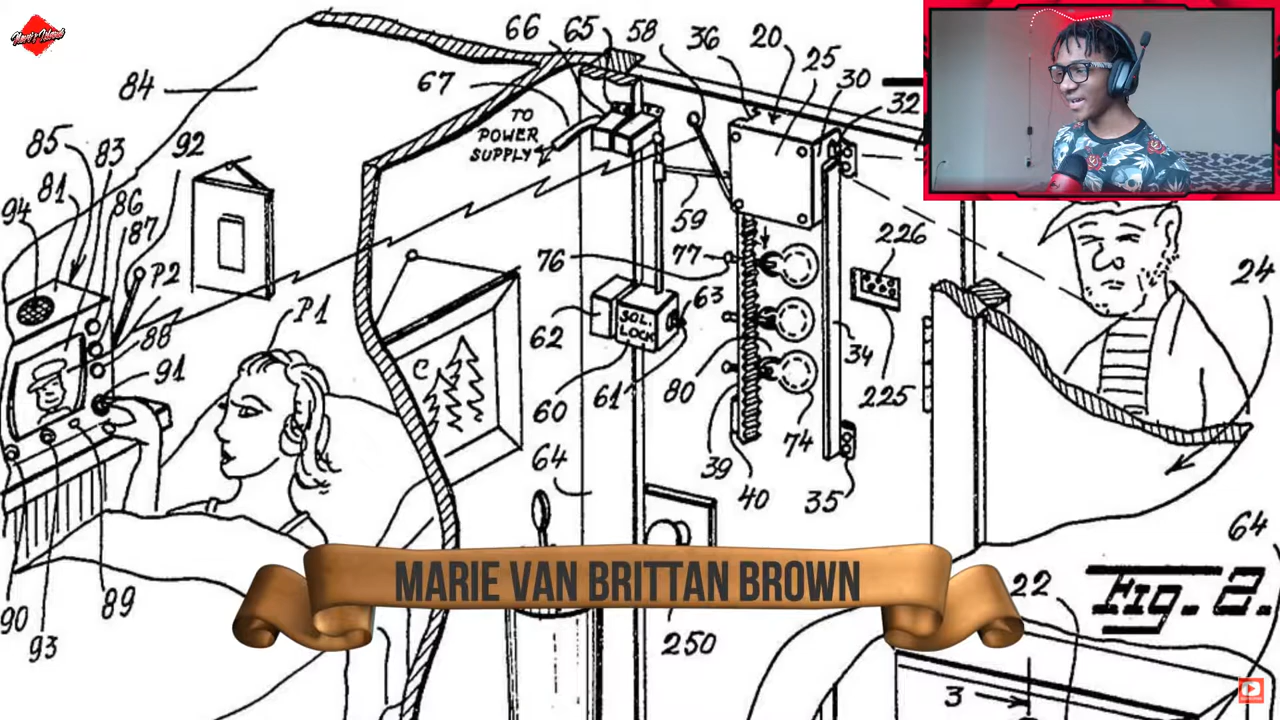 66 65 58 36 20 25 30 32
84 67
TO
POWER
SUPPLY
85 83 92
94 81 86 87 59
P2 76 77 226
88 P1 62 SOL.
LOCK 63 24
91 60 61 80 34 225
C
64 39 40 74 35
64
MARIE VAN BRITTAN BROWN
90 93 89 250 22 Fig. 2.
3